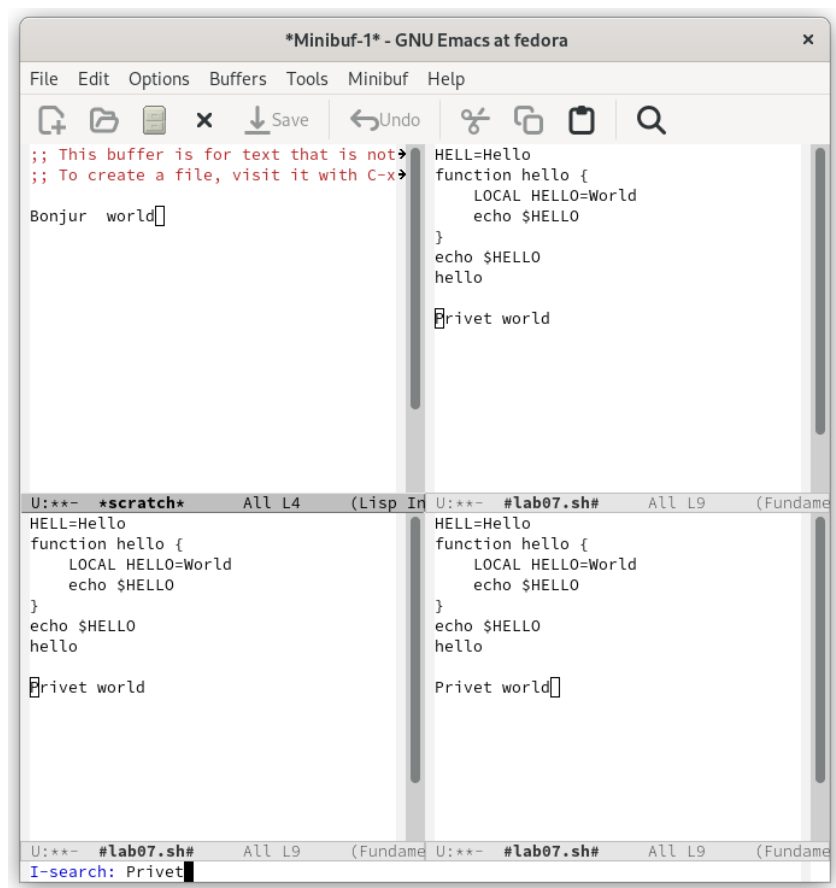 *Minibuf-1* - GNU Emacs at fedora
File Edit Options Buffers Tools Minibuf Help
Save Undo
;; This buffer is for text that is not
;; To create a file, visit it with C-x
Bonjur  world
U:**-  *scratch*      All L4     (Lisp In
HELL=Hello
function hello {
    LOCAL HELLO=World
    echo $HELLO
}
echo $HELLO
hello
Privet world
U:**-  #lab07.sh#     All L9     (Fundame
HELL=Hello
function hello {
    LOCAL HELLO=World
    echo $HELLO
}
echo $HELLO
hello
Privet world
U:**-  #lab07.sh#     All L9     (Fundame
HELL=Hello
function hello {
    LOCAL HELLO=World
    echo $HELLO
}
echo $HELLO
hello
Privet world
U:**-  #lab07.sh#     All L9     (Fundame
I-search: Privet